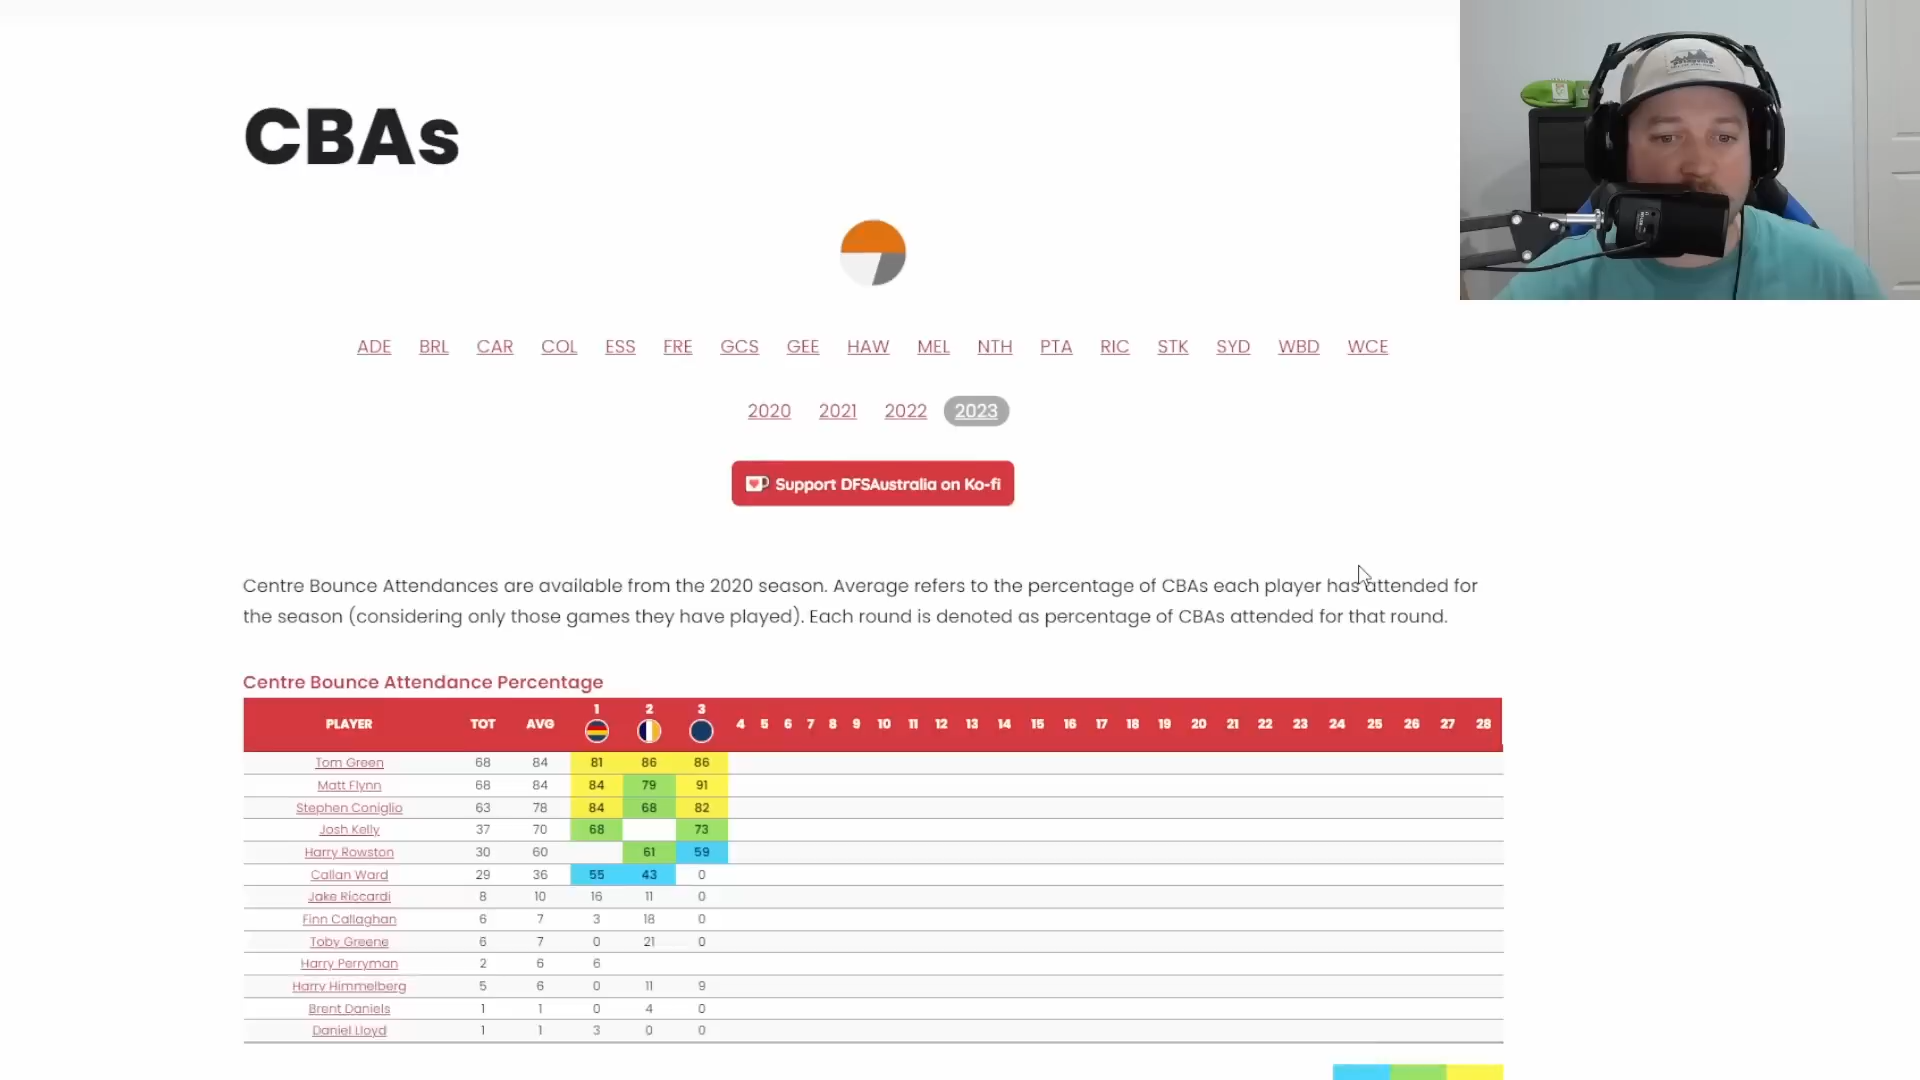 CBAs
ADE BRL CAR COL ESS FRE GCS GEE HAW MEL NTH PTA RIC STK SYD WBD WCE
2020 2021 2022 2023
Support DFSAustralia on Ko-fi
Centre Bounce Attendances are available from the 2020 season. Average refers to the percentage of CBAs each player has attended for
the season (considering only those games they have played). Each round is denoted as percentage of CBAs attended for that round.
Centre Bounce Attendance Percentage
PLAYER TOT AVG 1 2 3 4 5 6 7 8 9 10 11 12 13 14 15 16 17 18 19 20 21 22 23 24 25 26 27 28
Tom Green 68 84 81 86 86
Matt Flynn 68 84 84 79 91
Stephen Coniglio 63 78 84 68 82
Josh Kelly 37 70 68 73
Harry Rowston 30 60 61 59
Callan Ward 29 36 55 43 0
Jake Riccardi 8 10 16 11 0
Finn Callaghan 6 7 3 18 0
Toby Greene 6 7 0 21 0
Harry Perryman 2 6 6
Harry Himmelberg 5 6 0 11 9
Brent Daniels 1 1 0 4 0
Daniel Lloyd 1 1 3 0 0